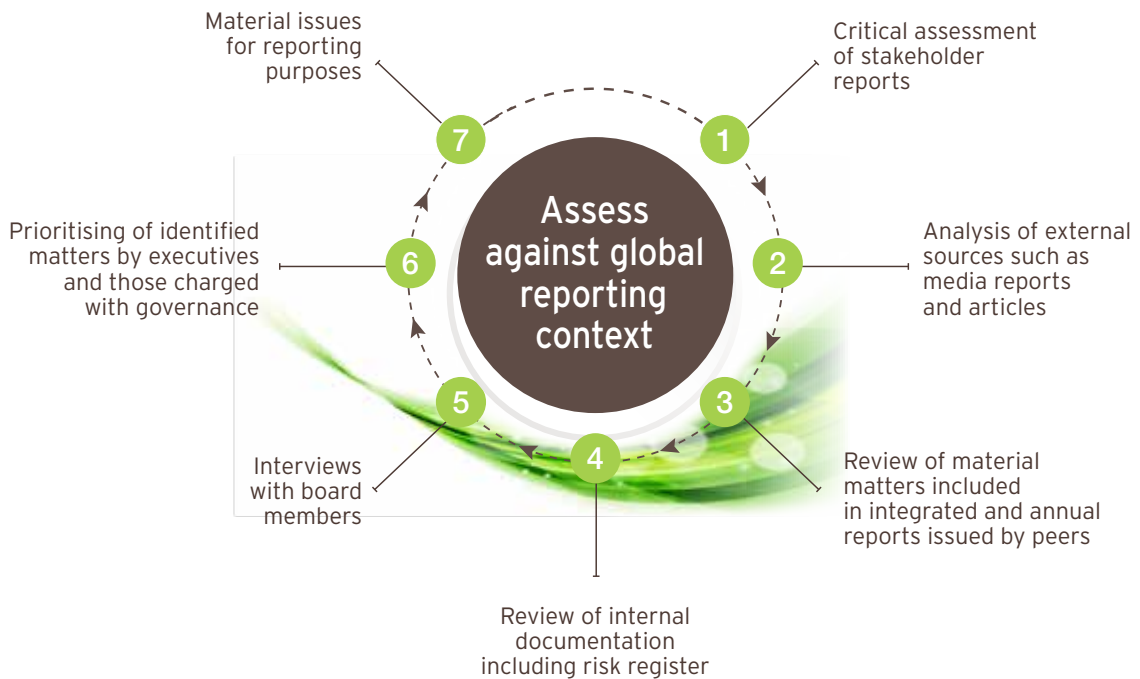 Assess
against global
reporting
context
1
Critical assessment
of stakeholder
reports
2
Analysis of external
sources such as
media reports
and articles
3
Review of material
matters included
in integrated and annual
reports issued by peers
4
Review of internal
documentation
including risk register
5
Interviews
with board
members
6
Prioritising of identified
matters by executives
and those charged
with governance
7
Material issues
for reporting
purposes